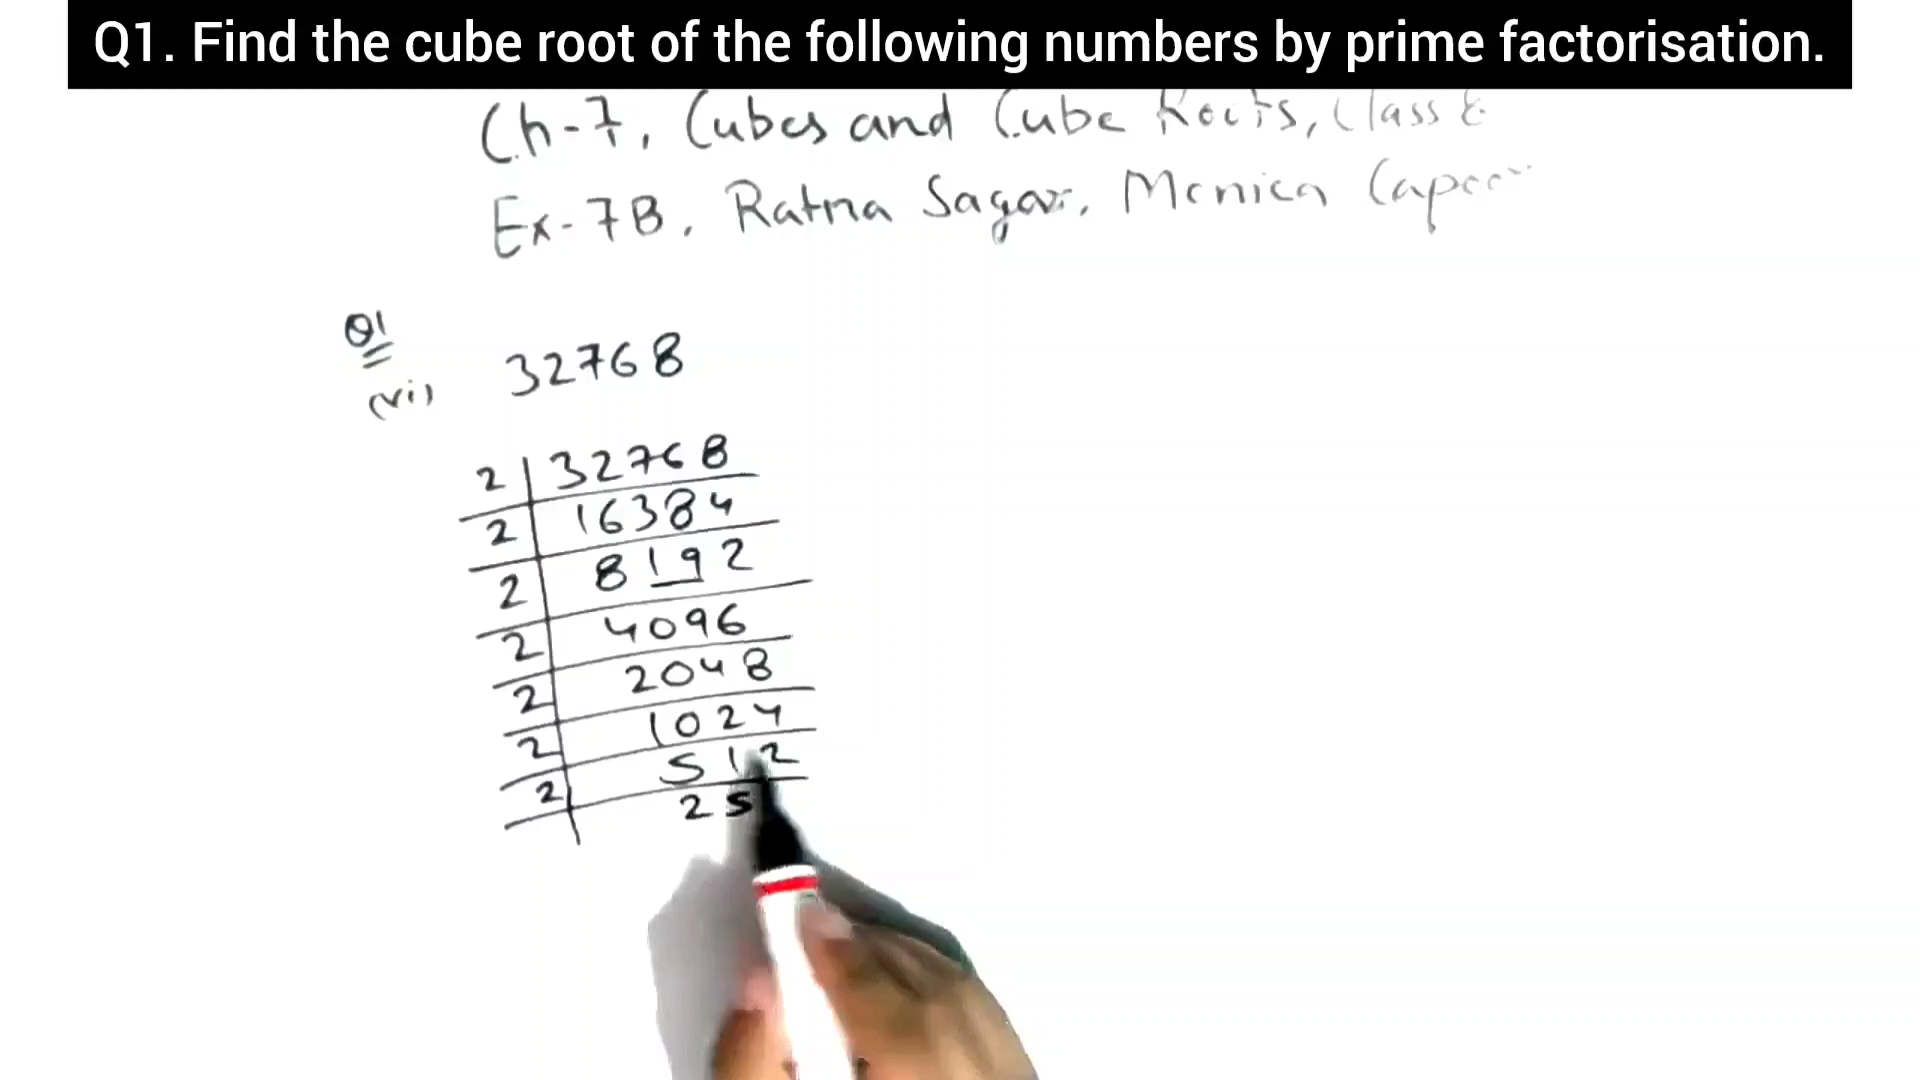 Q1. Find the cube root of the following numbers by prime factorisation.
Ch-7, Cubes and Cube Roots, Class 8
Ex-7B, Ratna Sagar, Monica Capoor
Q1
(vi) 32768
2 | 32768
2 | 16384
2 | 8192
2 | 4096
2 | 2048
2 | 1024
2 | 512
25